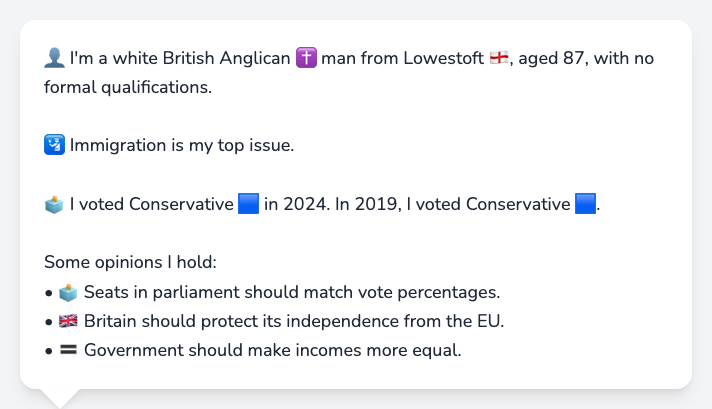 👤 I'm a white British Anglican ✝️ man from Lowestoft 🏴󠁧󠁢󠁥󠁮󠁧󠁿, aged 87, with no
formal qualifications.
🛂 Immigration is my top issue.
🗳️ I voted Conservative 🟦 in 2024. In 2019, I voted Conservative 🟦.
Some opinions I hold:
• 🗳️ Seats in parliament should match vote percentages.
• 🇬🇧 Britain should protect its independence from the EU.
• 🟰 Government should make incomes more equal.